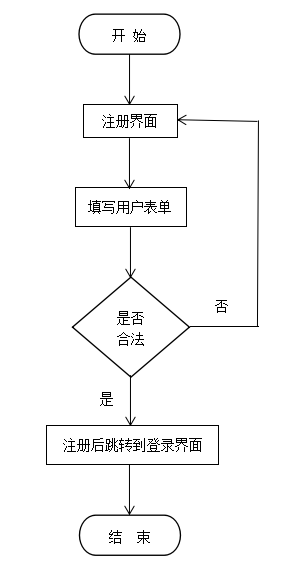 开 始
注册界面
填写用户表单
是否
合法
否
是
注册后跳转到登录界面
结 束